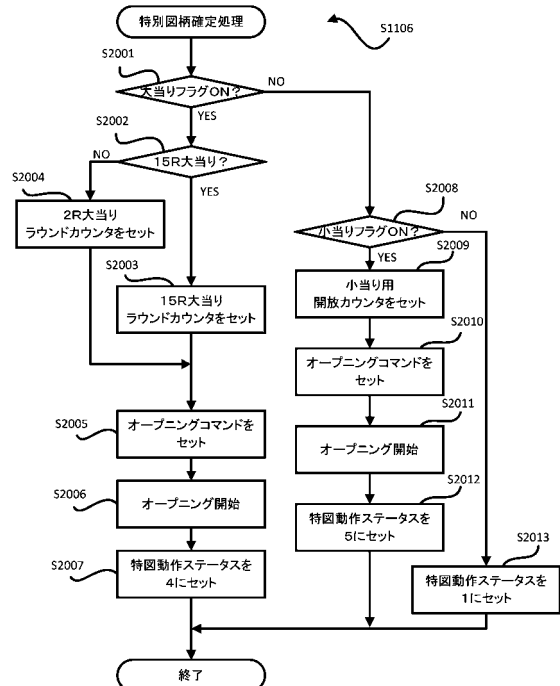 特別図柄確定処理
S1106
S2001
大当りフラグON？
NO
YES
S2002
15R大当り？
NO
YES
S2004
2R大当り
ラウンドカウンタをセット
S2003
15R大当り
ラウンドカウンタをセット
S2005
オープニングコマンドを
セット
S2006
オープニング開始
S2007
特図動作ステータスを
4にセット
S2008
小当りフラグON？
NO
YES
S2009
小当り用
開放カウンタをセット
S2010
オープニングコマンドを
セット
S2011
オープニング開始
S2012
特図動作ステータスを
5にセット
S2013
特図動作ステータスを
1にセット
終了